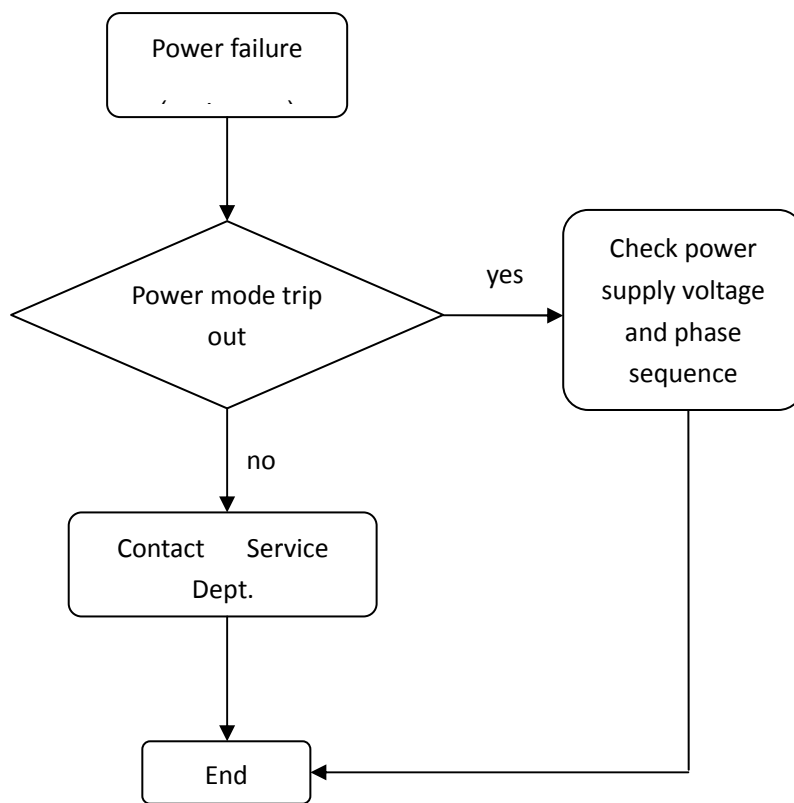 Power failure
Power mode trip
out
yes
Check power
supply voltage
and phase
sequence
no
Contact Service
Dept.
End